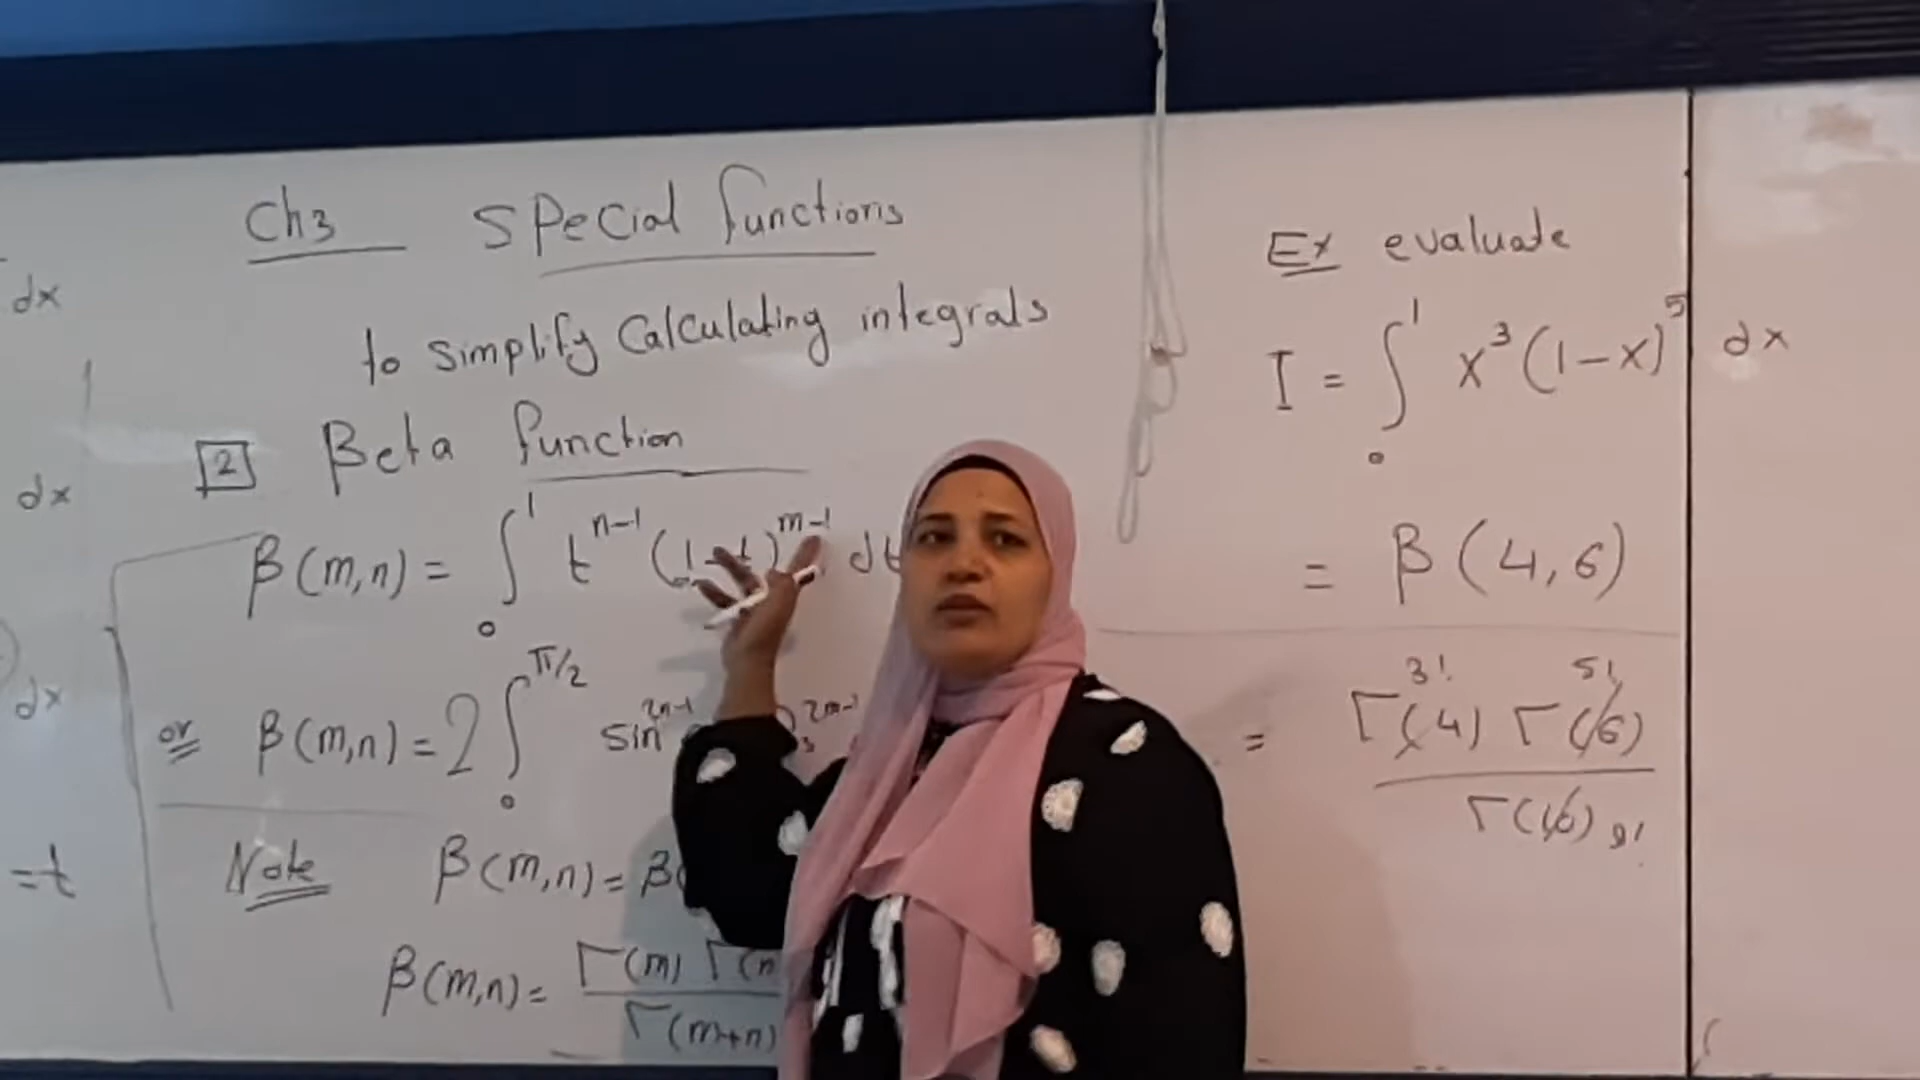 dx
dx
dx
=t
Ch3 Special functions
to simplify Calculating integrals
2 Beta function
β(m,n) = ∫₀¹ t^(n-1) (1-t)^(m-1) dt
or β(m,n) = 2 ∫₀^(π/2) sin^(2n-1) 2m-1
Note β(m,n) = β(
β(m,n) = Γ(m) Γ(n / Γ(m+n)
Ex evaluate
I = ∫₀¹ x³ (1-x)⁵ dx
= β(4,6)
3! 5!
= Γ(4) Γ(6)
9!